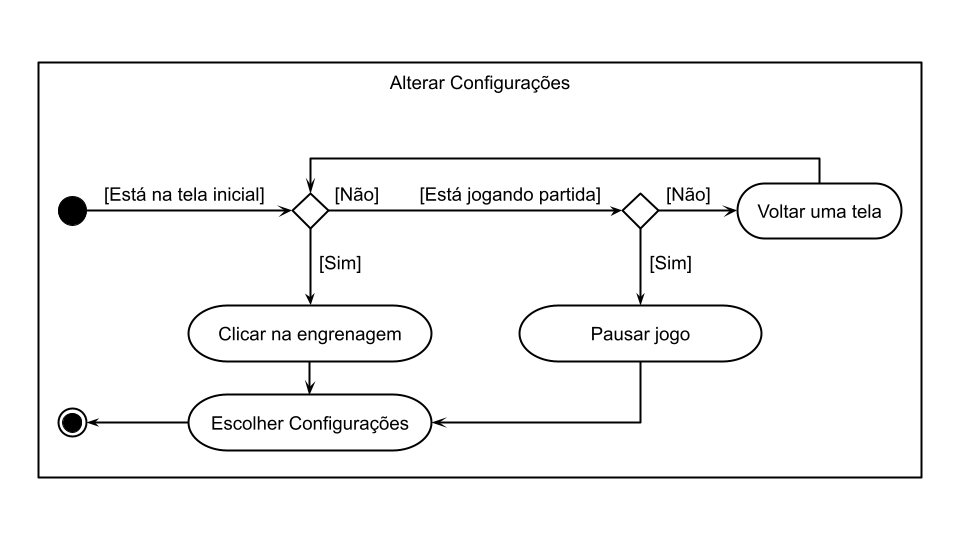 Alterar Configurações
[Está na tela inicial]
[Não]
[Está jogando partida]
[Não]
Voltar uma tela
[Sim]
[Sim]
Clicar na engrenagem
Pausar jogo
Escolher Configurações